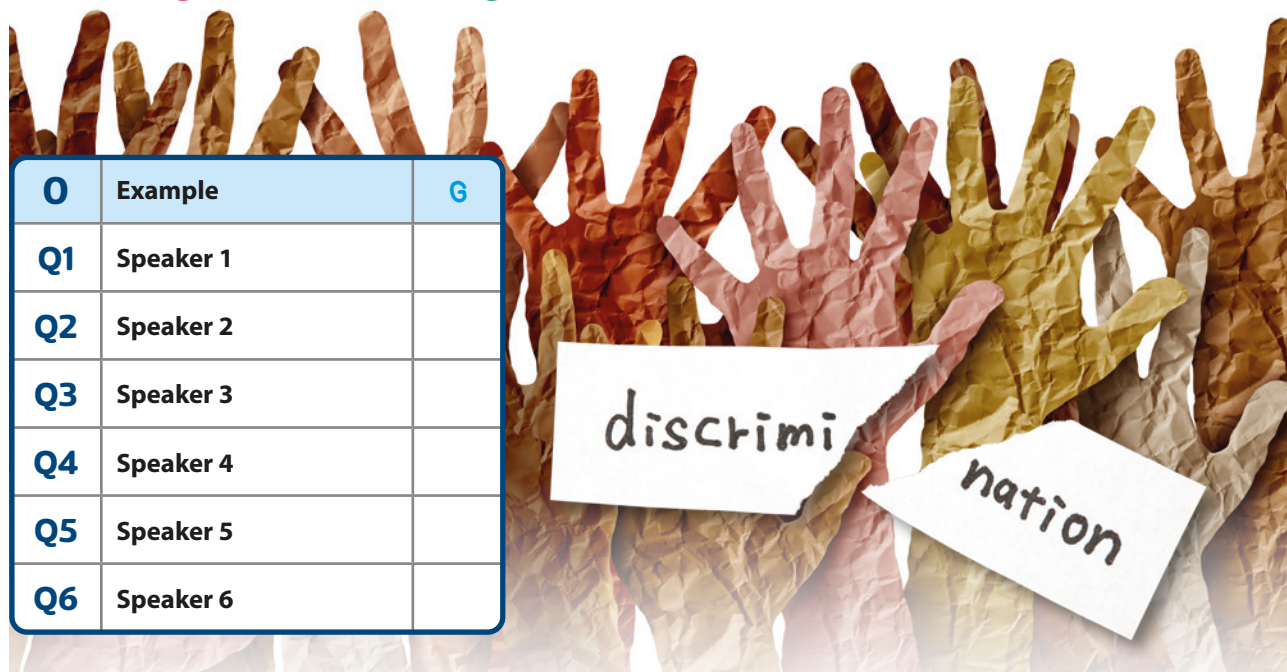 0 Example G
Q1 Speaker 1
Q2 Speaker 2
Q3 Speaker 3
Q4 Speaker 4
Q5 Speaker 5
Q6 Speaker 6
discrimi
nation